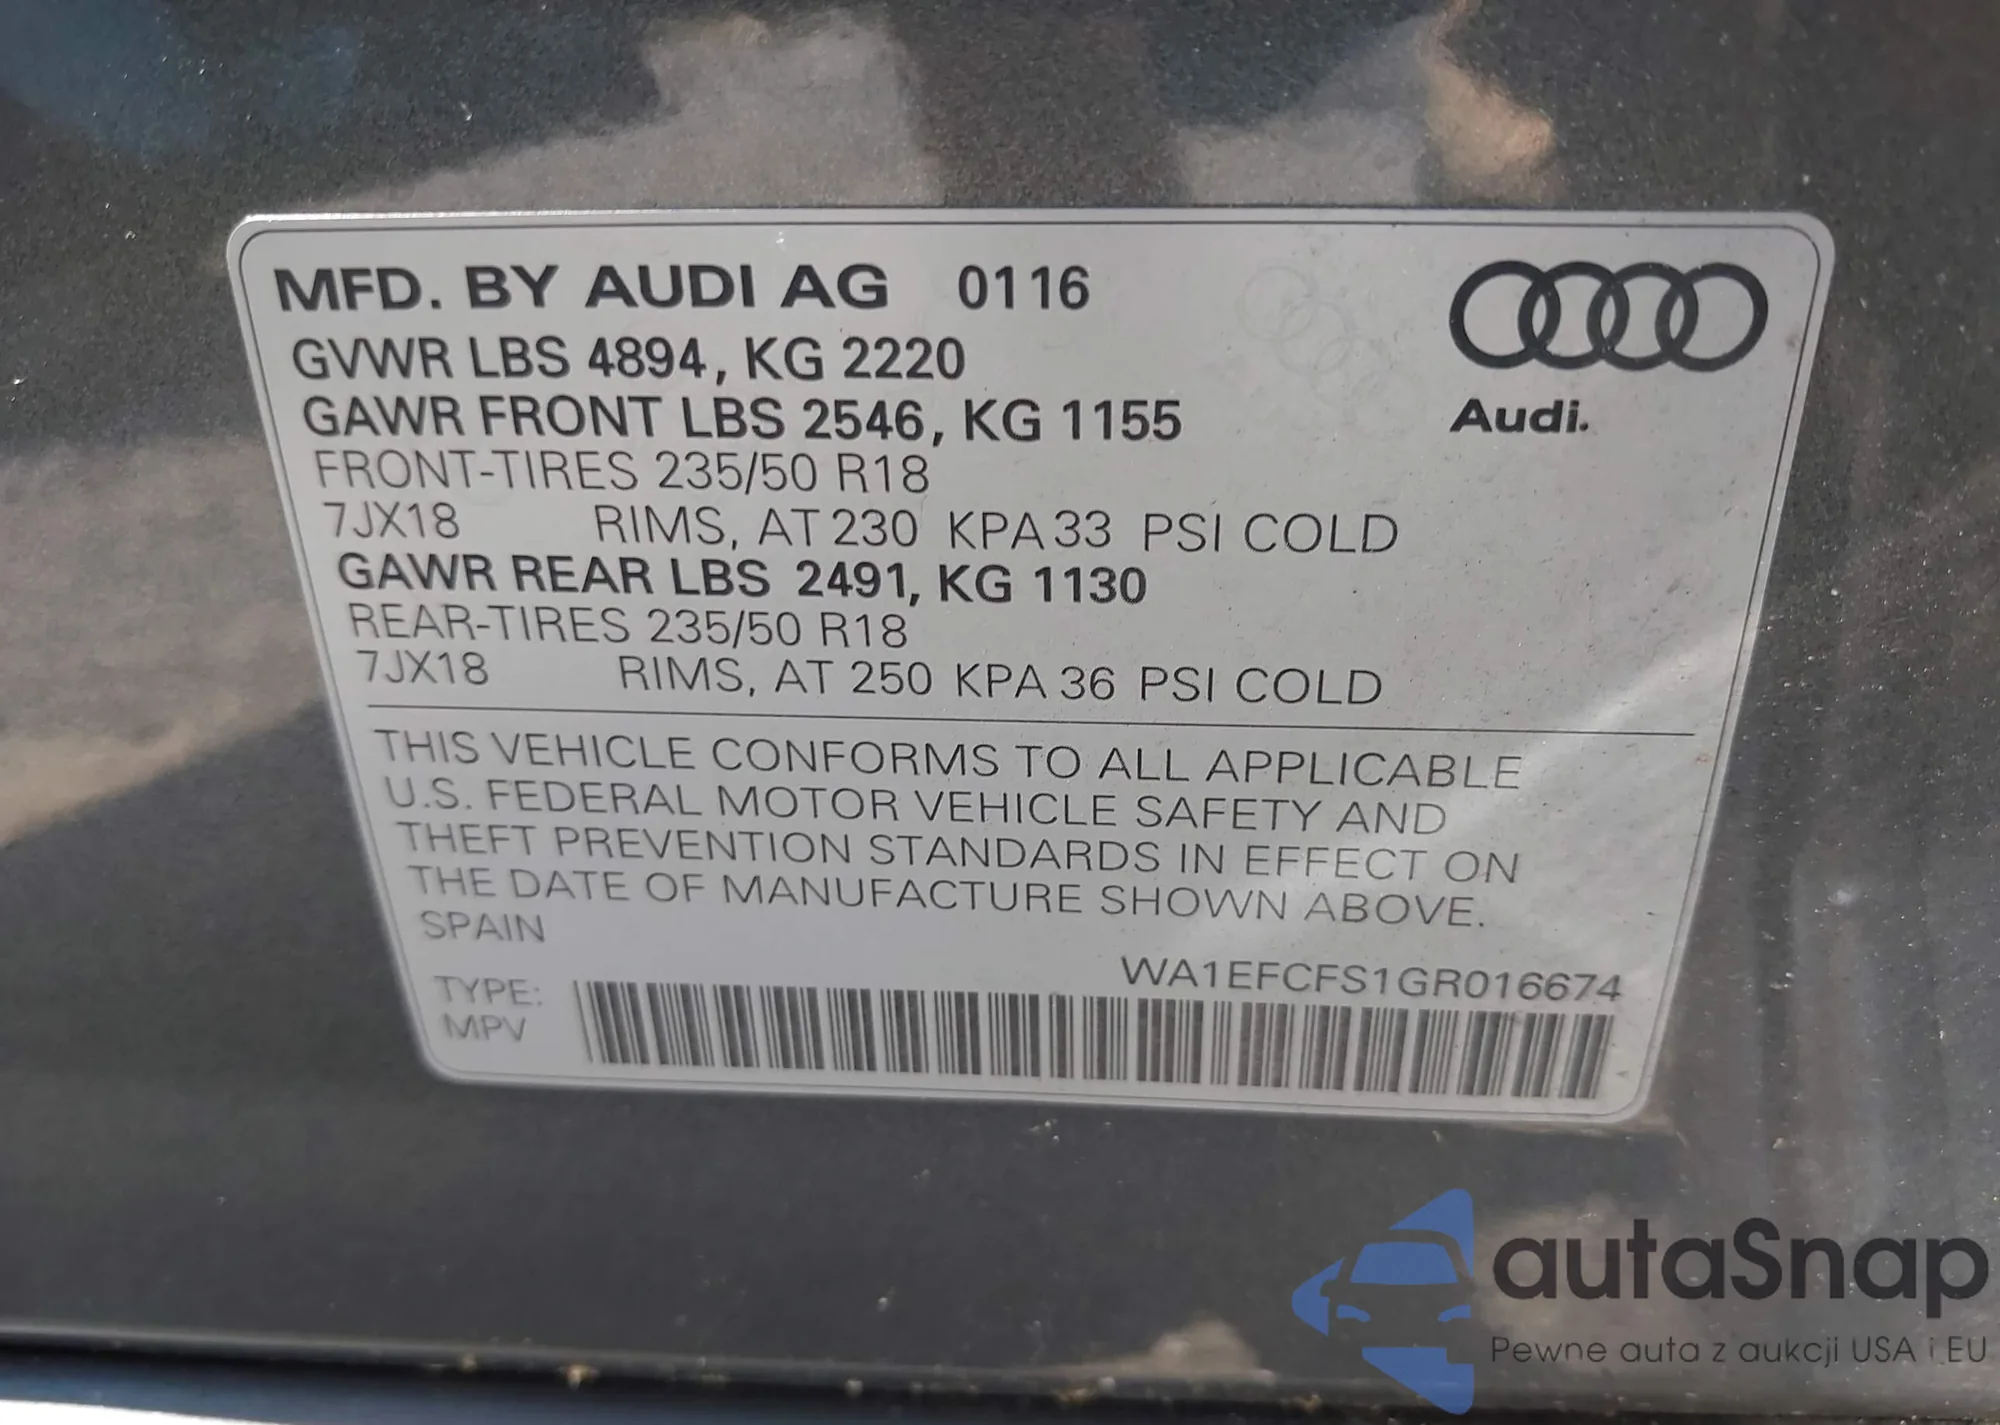 MFD. BY AUDI AG 0116
GVWR LBS 4894, KG 2220
GAWR FRONT LBS 2546, KG 1155
Audi.
FRONT-TIRES 235/50 R18
7JX18 RIMS, AT 230 KPA 33 PSI COLD
GAWR REAR LBS 2491, KG 1130
REAR-TIRES 235/50 R18
7JX18 RIMS, AT 250 KPA 36 PSI COLD
THIS VEHICLE CONFORMS TO ALL APPLICABLE
U.S. FEDERAL MOTOR VEHICLE SAFETY AND
THEFT PREVENTION STANDARDS IN EFFECT ON
THE DATE OF MANUFACTURE SHOWN ABOVE.
SPAIN
WA1EFCFS1GR016674
TYPE:
MPV
autaSnap
Pewne auta z aukcji USA i EU